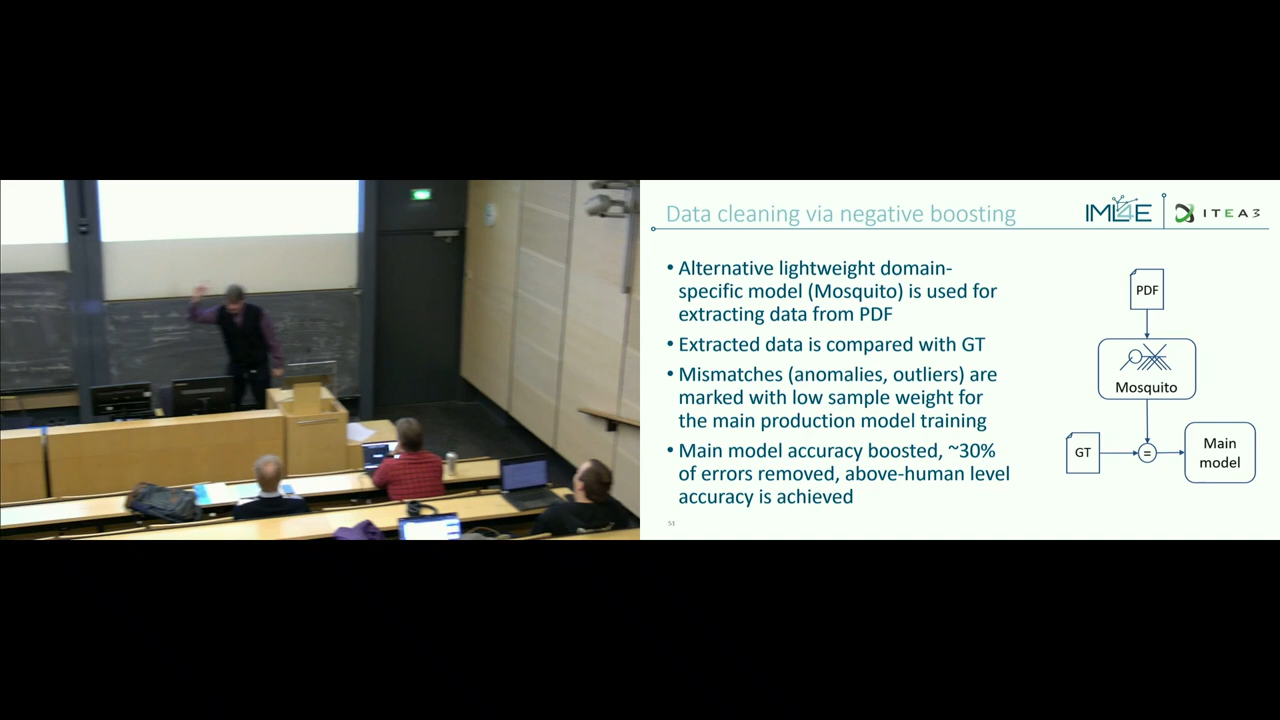 Data cleaning via negative boosting
IML4E
ITEA3
• Alternative lightweight domain-
specific model (Mosquito) is used for
extracting data from PDF
• Extracted data is compared with GT
• Mismatches (anomalies, outliers) are
marked with low sample weight for
the main production model training
• Main model accuracy boosted, ~30%
of errors removed, above-human level
accuracy is achieved
PDF
Mosquito
GT
=
Main
model
51